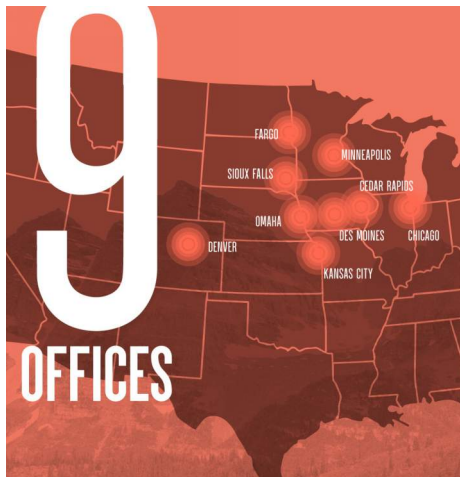 9
OFFICES
FARGO
MINNEAPOLIS
SIOUX FALLS
CEDAR RAPIDS
OMAHA
DES MOINES
CHICAGO
DENVER
KANSAS CITY